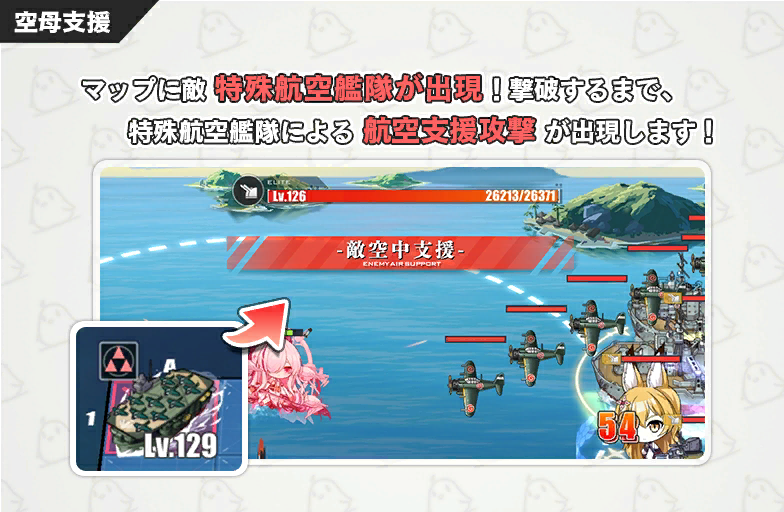 空母支援
マップに敵 特殊航空艦隊が出現！撃破するまで、
特殊航空艦隊による 航空支援攻撃 が出現します！
ELITE
Lv.126 26213/26371
-敵空中支援-
ENEMY AIR SUPPORT
A
1
Lv.129
54